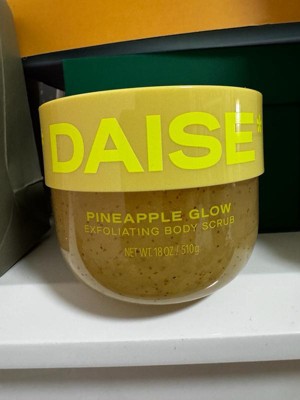 DAISE
PINEAPPLE GLOW
EXFOLIATING BODY SCRUB
NET WT. 18 OZ. / 510g